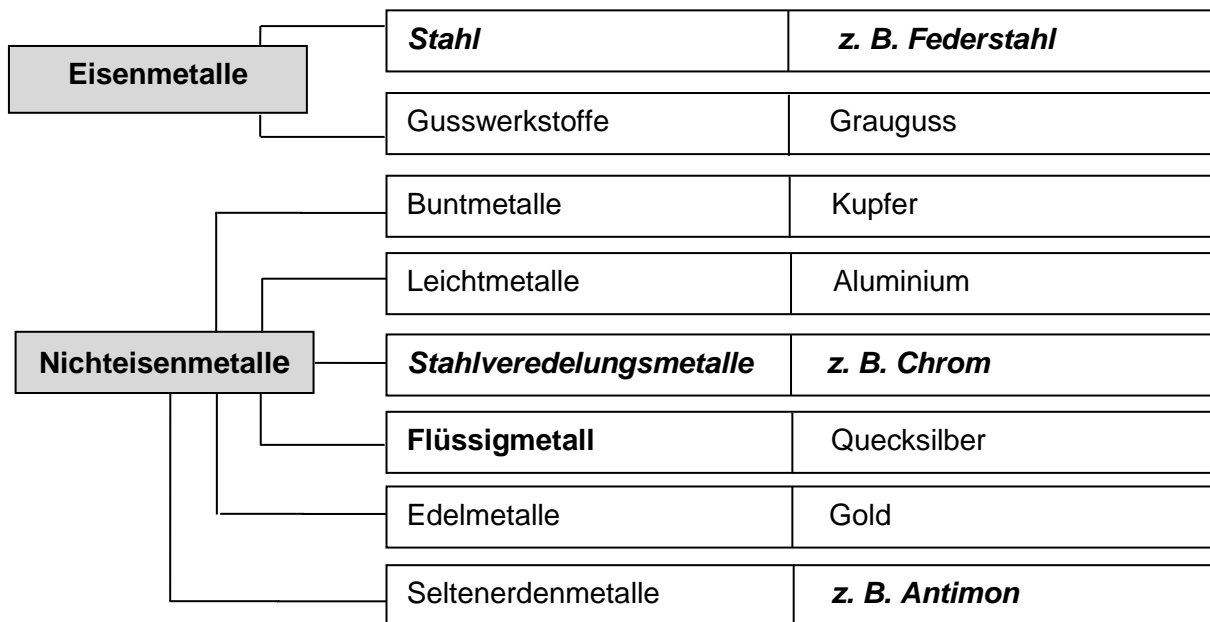 Eisenmetalle
Stahl z. B. Federstahl
Gusswerkstoffe Grauguss
Buntmetalle Kupfer
Leichtmetalle Aluminium
Nichteisenmetalle
Stahlveredelungsmetalle z. B. Chrom
Flüssigmetall Quecksilber
Edelmetalle Gold
Seltenerdenmetalle z. B. Antimon